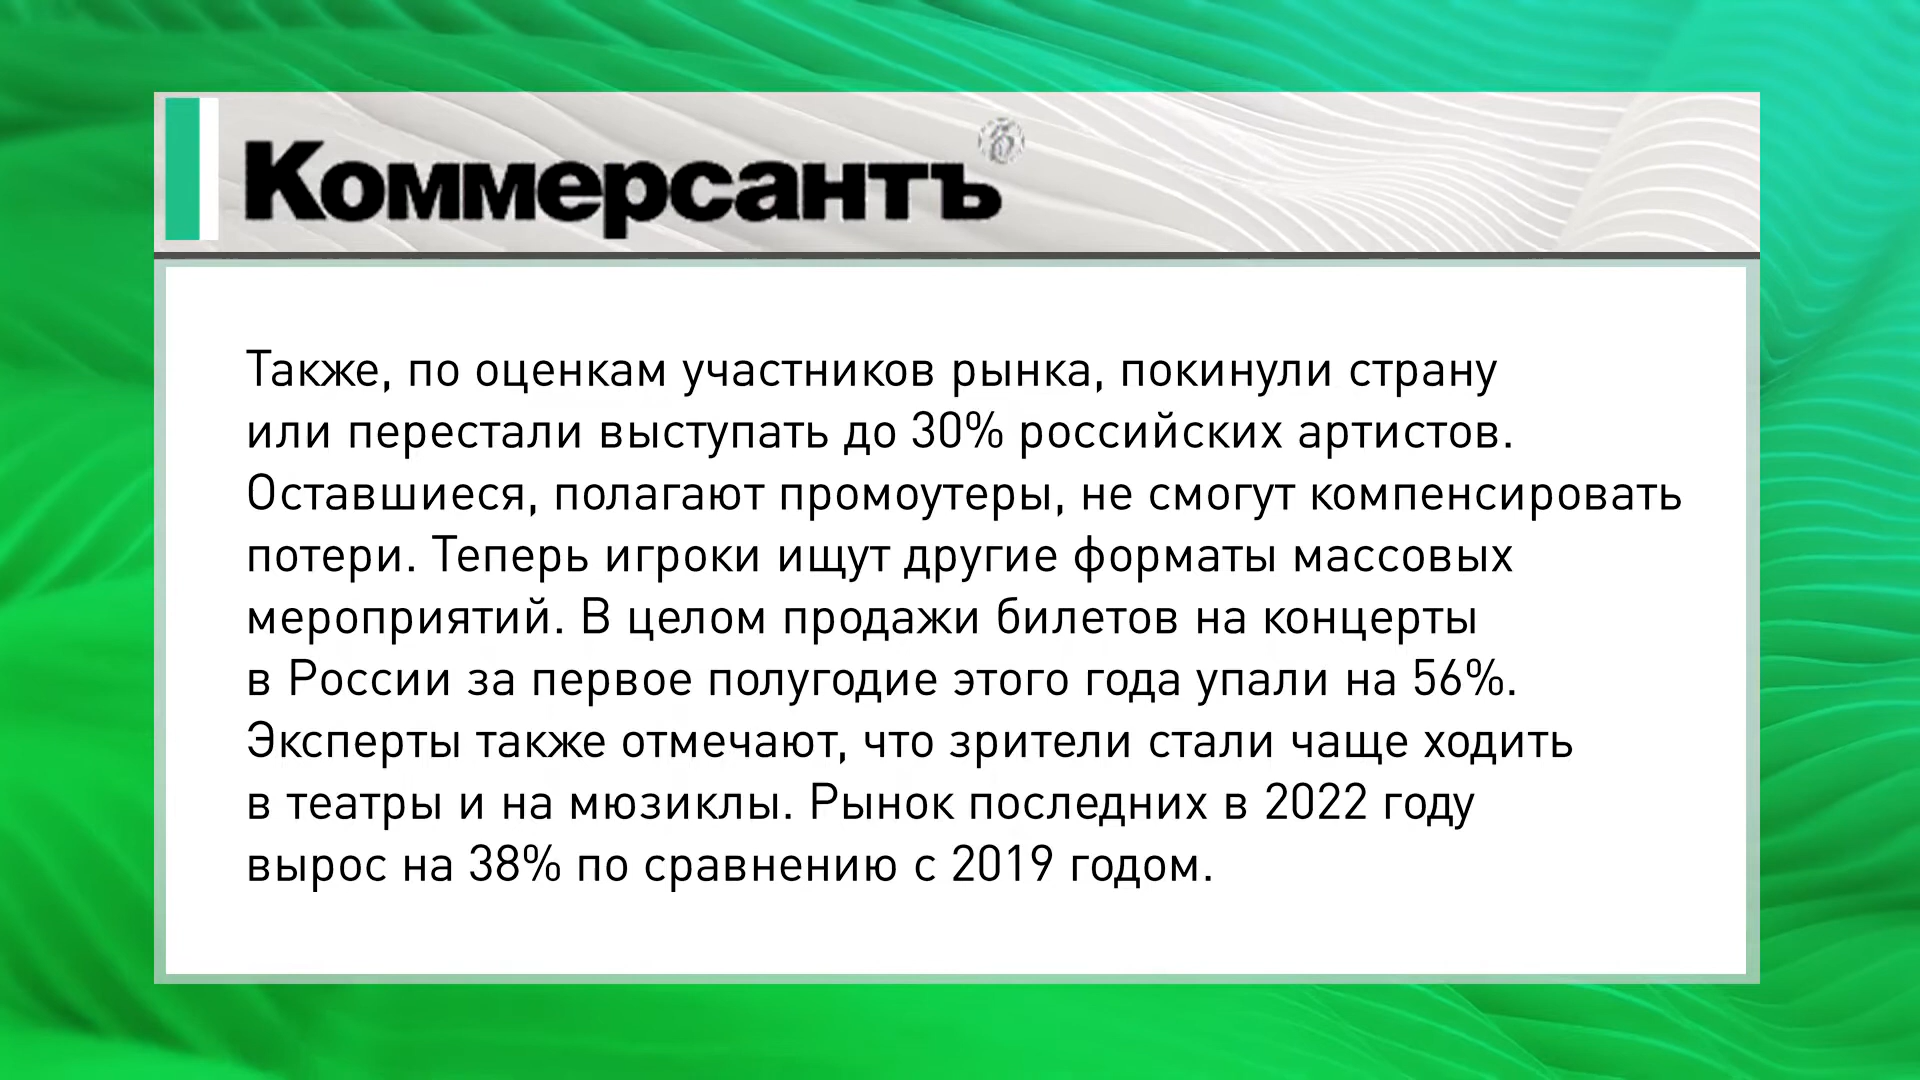 Коммерсантъ
Также, по оценкам участников рынка, покинули страну
или перестали выступать до 30% российских артистов.
Оставшиеся, полагают промоутеры, не смогут компенсировать
потери. Теперь игроки ищут другие форматы массовых
мероприятий. В целом продажи билетов на концерты
в России за первое полугодие этого года упали на 56%.
Эксперты также отмечают, что зрители стали чаще ходить
в театры и на мюзиклы. Рынок последних в 2022 году
вырос на 38% по сравнению с 2019 годом.